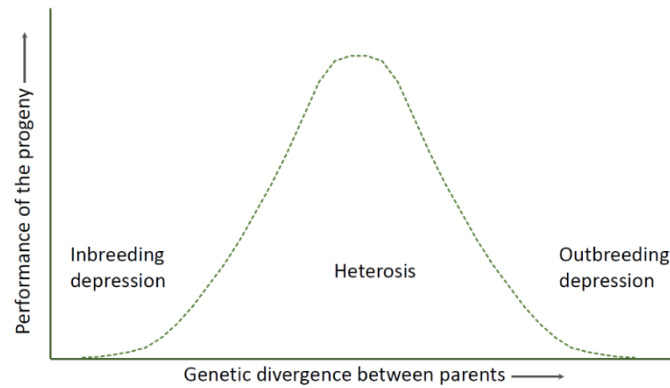 Performance of the progeny
Inbreeding
depression
Heterosis
Outbreeding
depression
Genetic divergence between parents